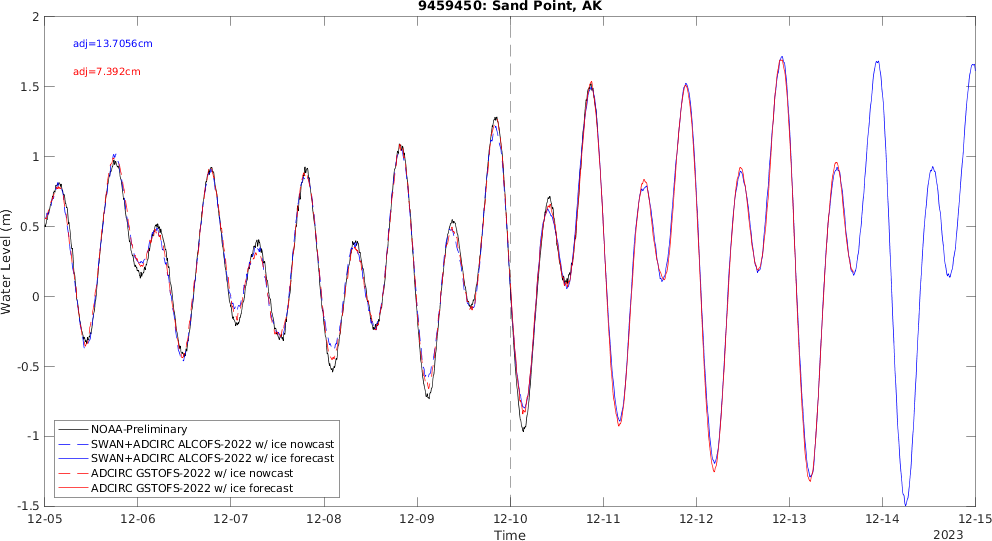 9459450: Sand Point, AK
adj=13.7056cm
adj=7.392cm
Water Level (m)
2
1.5
1
0.5
0
-0.5
-1
-1.5
NOAA-Preliminary
SWAN+ADCIRC ALCOFS-2022 w/ ice nowcast
SWAN+ADCIRC ALCOFS-2022 w/ ice forecast
ADCIRC GSTOFS-2022 w/ ice nowcast
ADCIRC GSTOFS-2022 w/ ice forecast
12-05 12-06 12-07 12-08 12-09 12-10 12-11 12-12 12-13 12-14 12-15
Time
2023